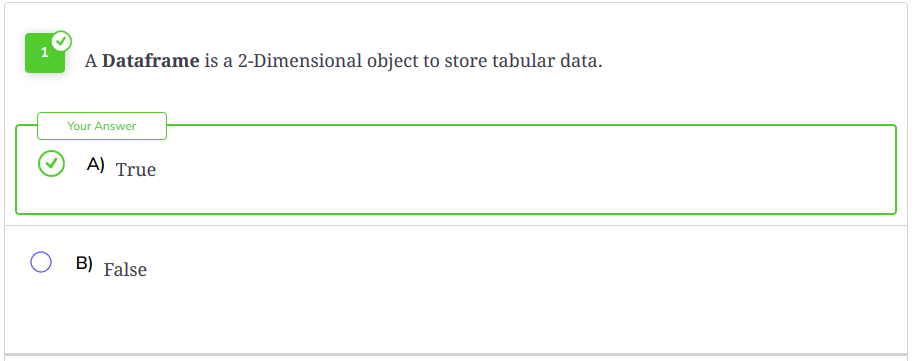 1
A Dataframe is a 2-Dimensional object to store tabular data.
Your Answer
A) True
B) False